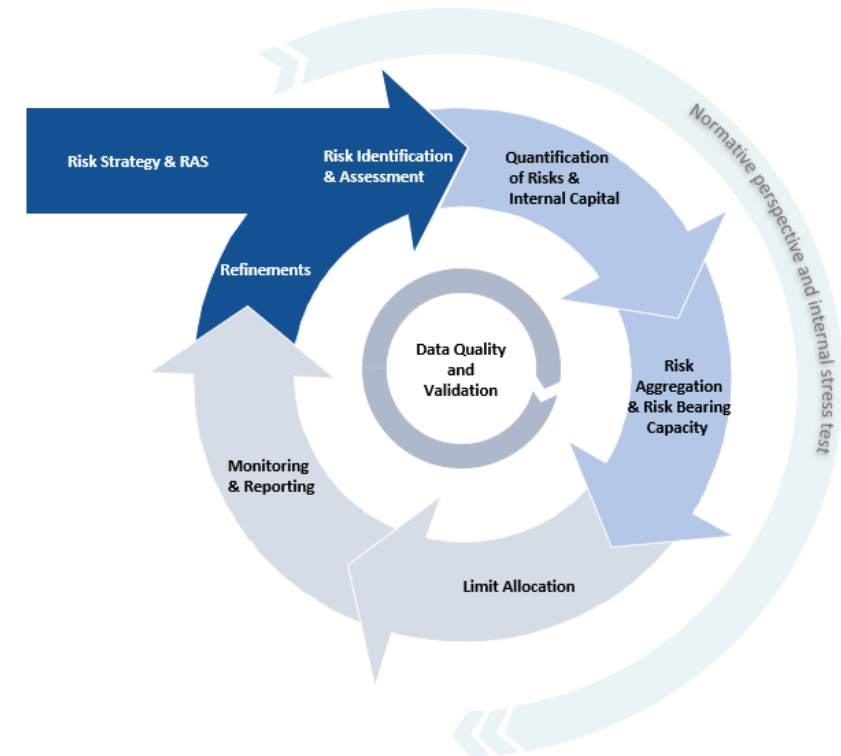 Normative perspective and internal stress test
Risk Strategy & RAS
Risk Identification
& Assessment
Quantification
of Risks &
Internal Capital
Refinements
Data Quality
and
Validation
Risk
Aggregation
& Risk Bearing
Capacity
Monitoring
& Reporting
Limit Allocation